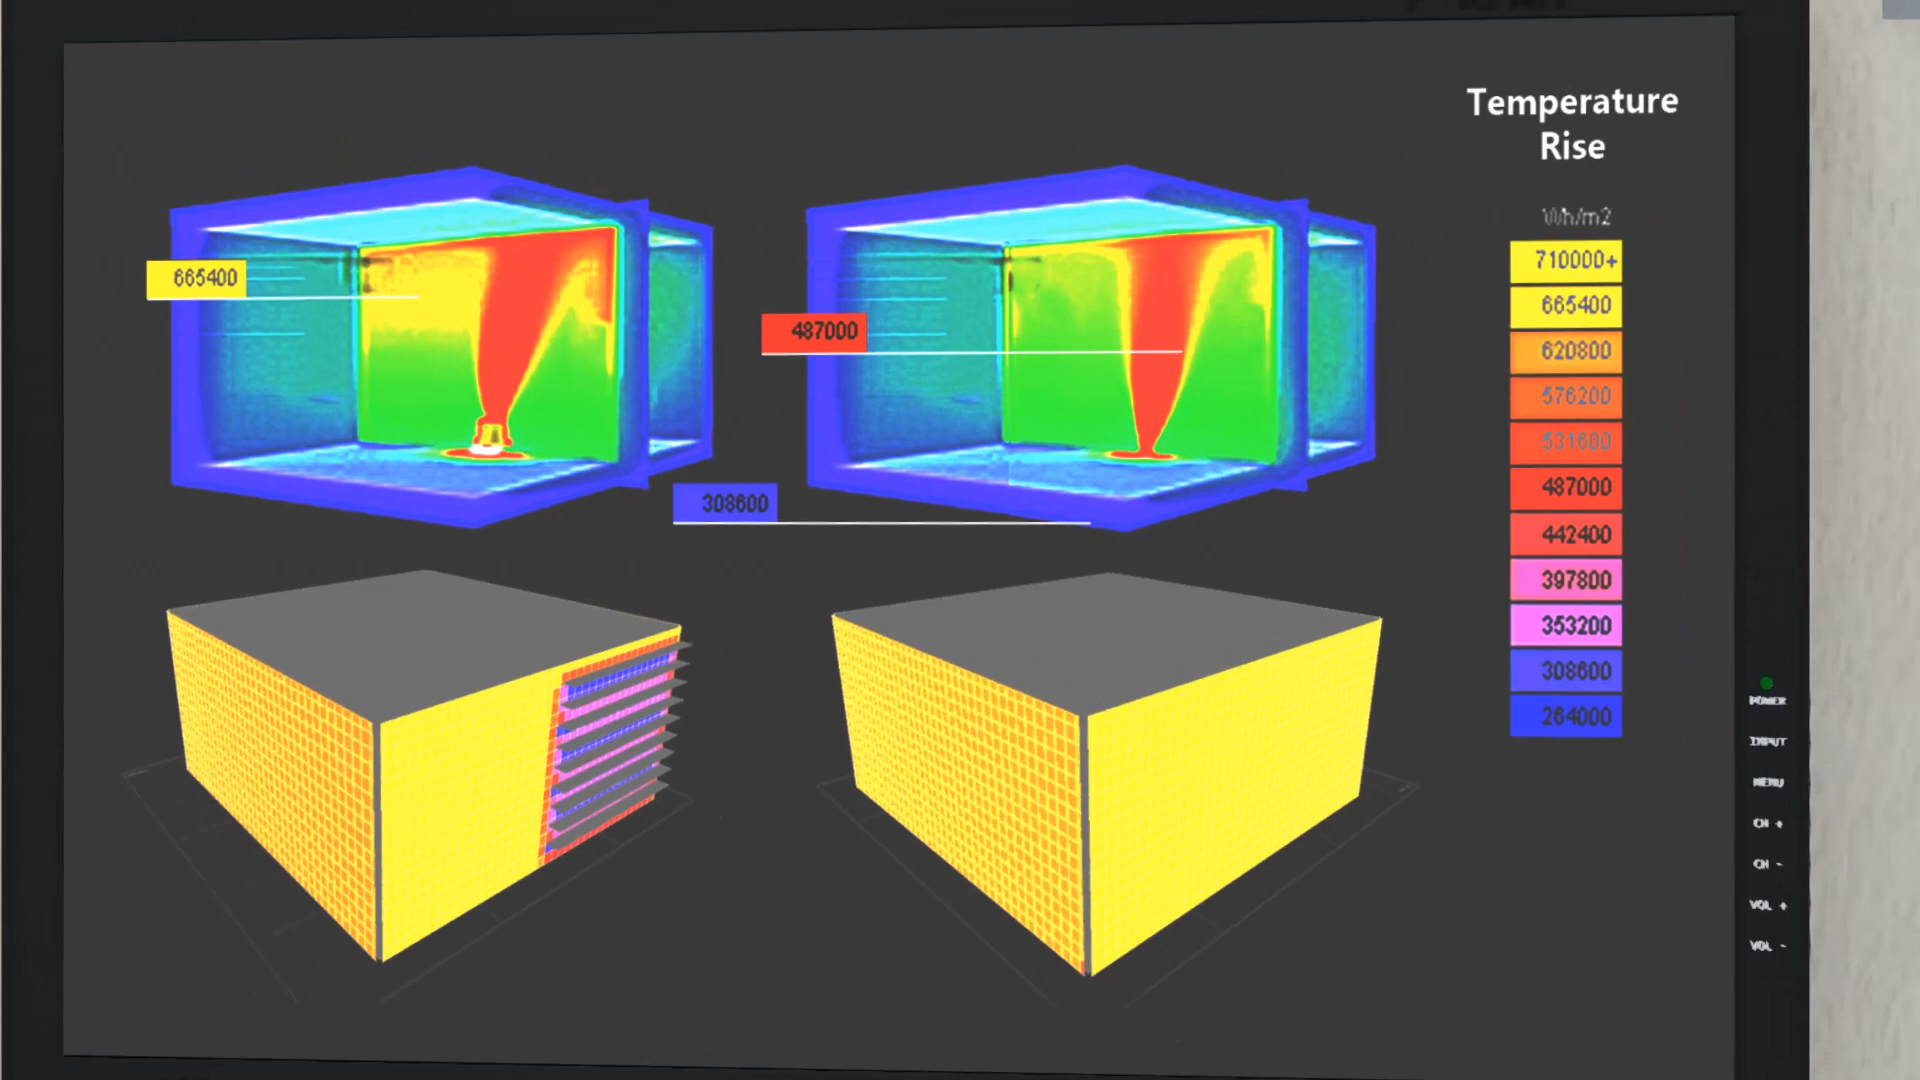 Temperature
Rise
Wh/m2
710000+
665400
620800
576200
531600
487000
442400
397800
353200
308600
264000
665400
487000
308600
POWER
INPUT
MENU
CH +
CH -
VOL +
VOL -